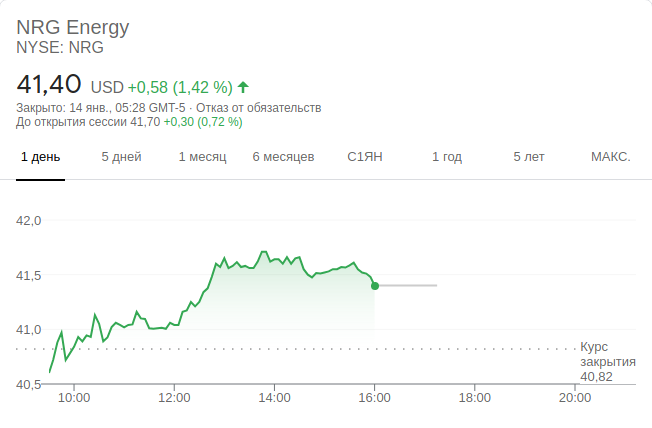 NRG Energy
NYSE: NRG
41,40 USD +0,58 (1,42 %)
Закрыто: 14 янв., 05:28 GMT-5 · Отказ от обязательств
До открытия сессии 41,70 +0,30 (0,72 %)
1 день 5 дней 1 месяц 6 месяцев С1ЯН 1 год 5 лет МАКС.
42,0
41,5
41,0
Курс
закрытия
40,82
40,5
10:00 12:00 14:00 16:00 18:00 20:00